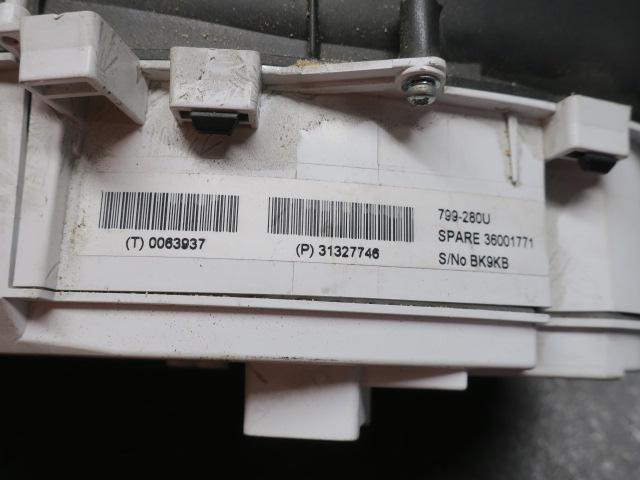 799-280U
(T) 0063937
(P) 31327746
SPARE 36001771
S/No BK9KB